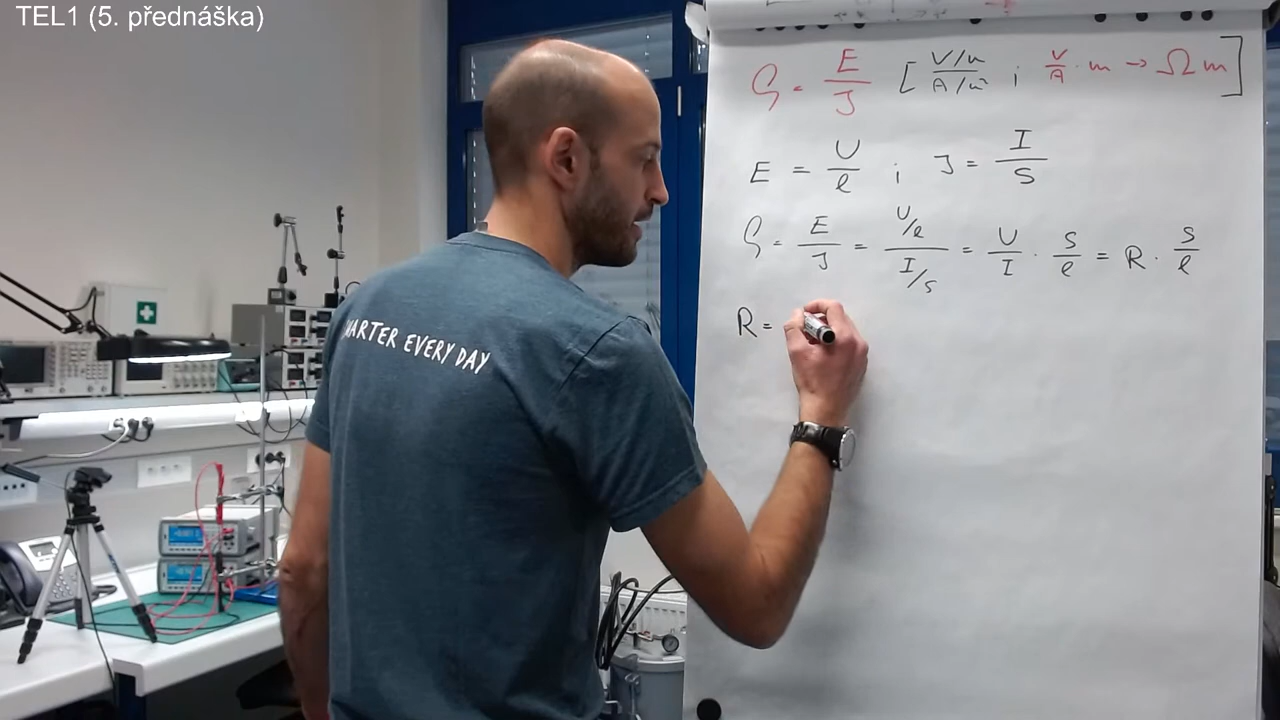 TEL1 (5. přednáška)
ρ = E/J [ V/m / A/m² ; V/A · m → Ωm ]
E = U/ℓ ; J = I/S
ρ = E/J = U/ℓ / I/S = U/I · S/ℓ = R · S/ℓ
R =
ARTER EVERY DAY